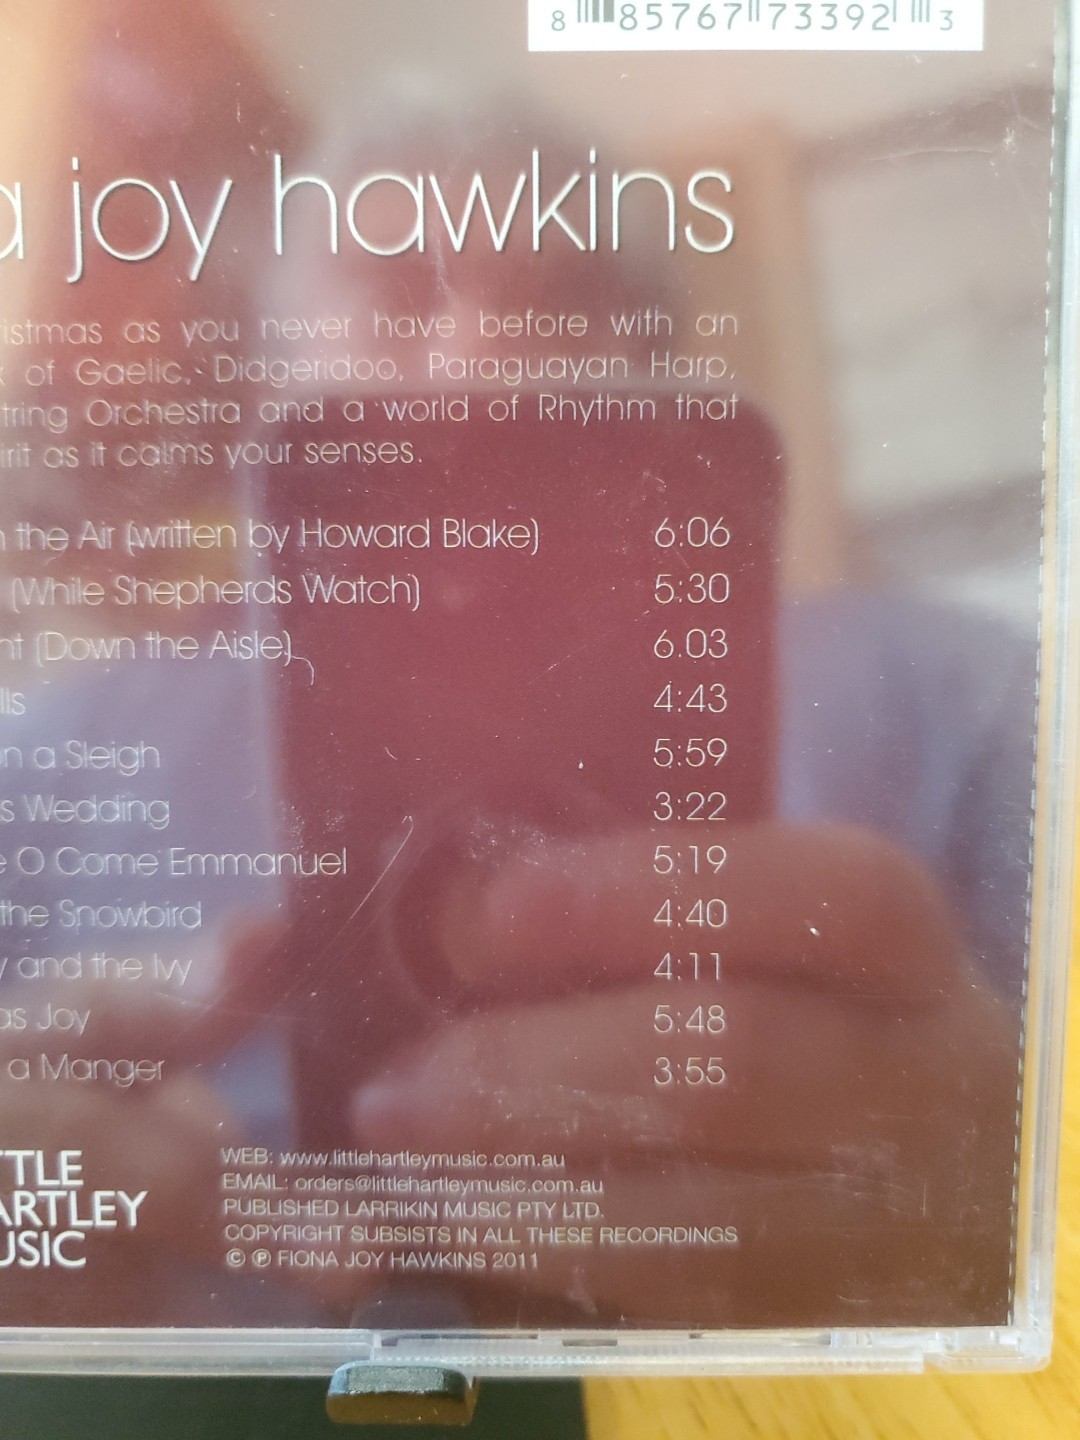 8 85767 73392 3
a joy hawkins
istmas as you never have before with an
x of Gaelic, Didgeridoo, Paraguayan Harp,
tring Orchestra and a world of Rhythm that
irit as it calms your senses.
n the Air (written by Howard Blake) 6:06
(While Shepherds Watch) 5:30
nt (Down the Aisle) 6.03
lls 4:43
on a Sleigh 5:59
as Wedding 3:22
e O Come Emmanuel 5:19
the Snowbird 4:40
y and the Ivy 4:11
as Joy 5:48
a Manger 3:55
TTLE
ARTLEY
USIC
WEB: www.littlehartleymusic.com.au
EMAIL: orders@littlehartleymusic.com.au
PUBLISHED LARRIKIN MUSIC PTY LTD.
COPYRIGHT SUBSISTS IN ALL THESE RECORDINGS
© ℗ FIONA JOY HAWKINS 2011